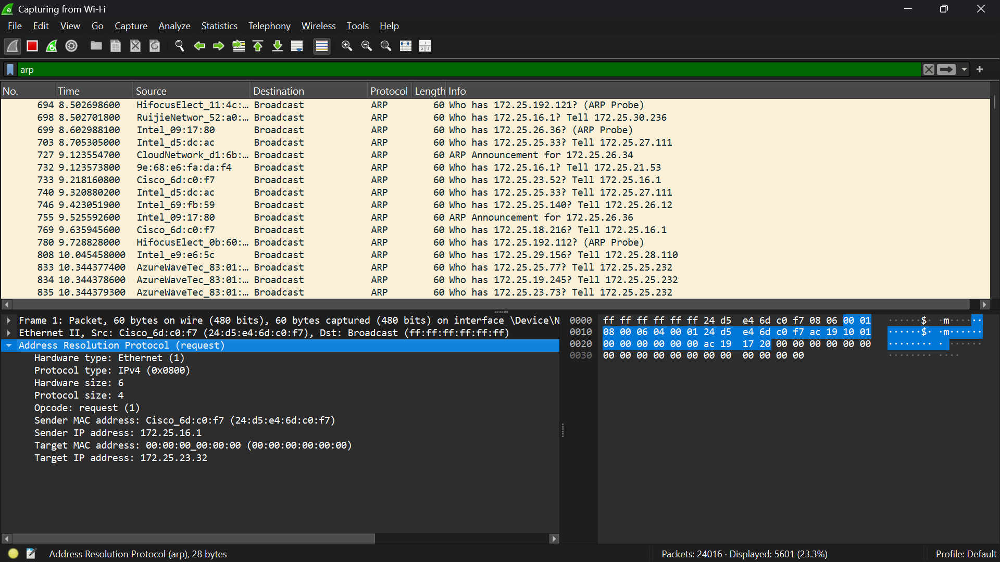 Capturing from Wi-Fi
File Edit View Go Capture Analyze Statistics Telephony Wireless Tools Help
arp
No. Time Source Destination Protocol Length Info
694 8.502698600 HifocusElect_11:4c:… Broadcast ARP 60 Who has 172.25.192.121? (ARP Probe)
698 8.502701800 RuijieNetwor_52:a0:… Broadcast ARP 60 Who has 172.25.16.1? Tell 172.25.30.236
699 8.602988100 Intel_09:17:80 Broadcast ARP 60 Who has 172.25.26.36? (ARP Probe)
703 8.705305000 Intel_d5:dc:ac Broadcast ARP 60 Who has 172.25.25.33? Tell 172.25.27.111
727 9.123554700 CloudNetwork_d1:6b:… Broadcast ARP 60 ARP Announcement for 172.25.26.34
732 9.123573800 9e:68:e6:fa:da:f4 Broadcast ARP 60 Who has 172.25.16.1? Tell 172.25.21.53
733 9.218160800 Cisco_6d:c0:f7 Broadcast ARP 60 Who has 172.25.23.52? Tell 172.25.16.1
740 9.320880200 Intel_d5:dc:ac Broadcast ARP 60 Who has 172.25.25.33? Tell 172.25.27.111
746 9.423051900 Intel_69:fb:59 Broadcast ARP 60 Who has 172.25.25.140? Tell 172.25.26.12
755 9.525592600 Intel_09:17:80 Broadcast ARP 60 ARP Announcement for 172.25.26.36
769 9.635945600 Cisco_6d:c0:f7 Broadcast ARP 60 Who has 172.25.18.216? Tell 172.25.16.1
780 9.728828000 HifocusElect_0b:60:… Broadcast ARP 60 Who has 172.25.192.112? (ARP Probe)
808 10.045458000 Intel_e9:e6:5c Broadcast ARP 60 Who has 172.25.29.156? Tell 172.25.28.110
833 10.344377400 AzureWaveTec_83:01:… Broadcast ARP 60 Who has 172.25.25.77? Tell 172.25.25.232
834 10.344378600 AzureWaveTec_83:01:… Broadcast ARP 60 Who has 172.25.19.245? Tell 172.25.25.232
835 10.344379300 AzureWaveTec_83:01:… Broadcast ARP 60 Who has 172.25.23.73? Tell 172.25.25.232
Frame 1: Packet, 60 bytes on wire (480 bits), 60 bytes captured (480 bits) on interface \Device\N
Ethernet II, Src: Cisco_6d:c0:f7 (24:d5:e4:6d:c0:f7), Dst: Broadcast (ff:ff:ff:ff:ff:ff)
Address Resolution Protocol (request)
Hardware type: Ethernet (1)
Protocol type: IPv4 (0x0800)
Hardware size: 6
Protocol size: 4
Opcode: request (1)
Sender MAC address: Cisco_6d:c0:f7 (24:d5:e4:6d:c0:f7)
Sender IP address: 172.25.16.1
Target MAC address: 00:00:00_00:00:00 (00:00:00:00:00:00)
Target IP address: 172.25.23.32
0000 ff ff ff ff ff ff 24 d5 e4 6d c0 f7 08 06 00 01 ······$· ·m······
0010 08 00 06 04 00 01 24 d5 e4 6d c0 f7 ac 19 10 01 ······$· ·m······
0020 00 00 00 00 00 00 ac 19 17 20 00 00 00 00 00 00 ········ · ······
0030 00 00 00 00 00 00 00 00 00 00 00 00 ········ ····
Address Resolution Protocol (arp), 28 bytes
Packets: 24016 · Displayed: 5601 (23.3%)
Profile: Default